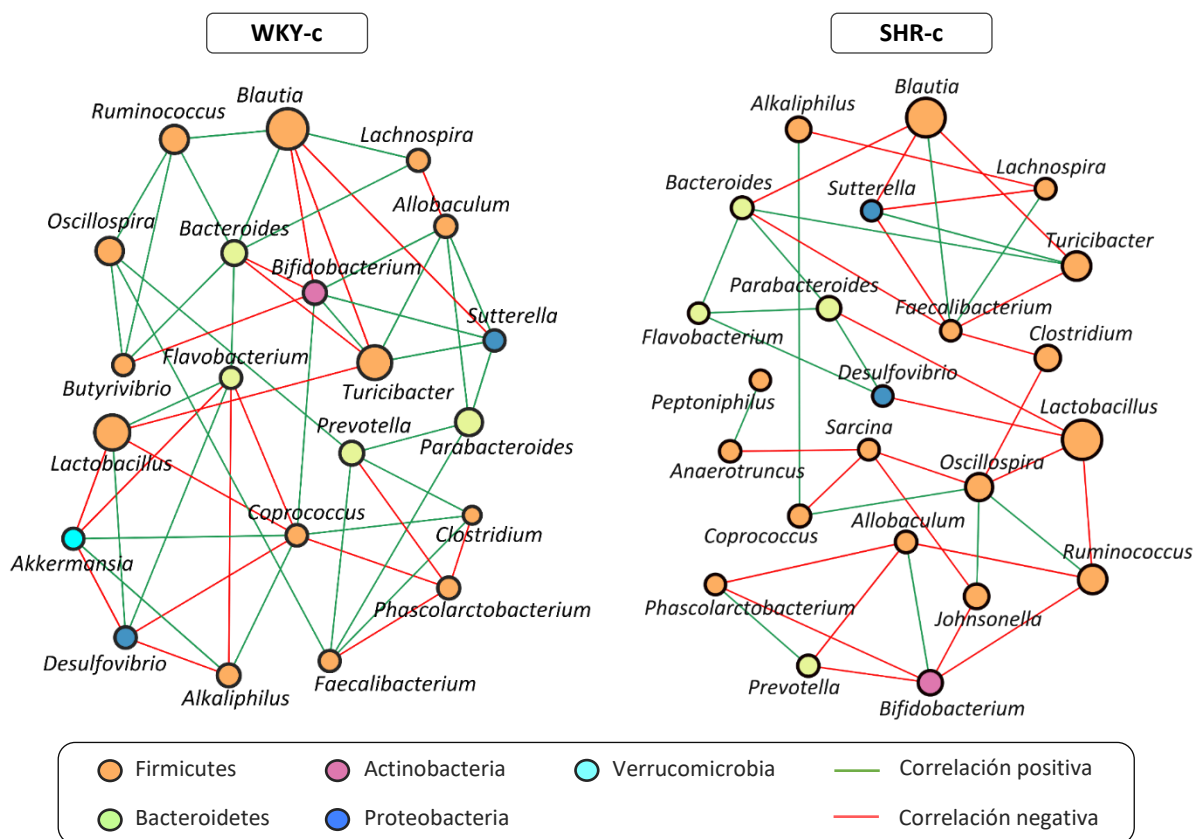 WKY-c
Blautia
Ruminococcus
Lachnospira
Allobaculum
Oscillospira
Bacteroides
Bifidobacterium
Sutterella
Flavobacterium
Butyrivibrio
Turicibacter
Prevotella
Parabacteroides
Lactobacillus
Coprococcus
Clostridium
Akkermansia
Phascolarctobacterium
Desulfovibrio
Alkaliphilus
Faecalibacterium
SHR-c
Blautia
Alkaliphilus
Lachnospira
Bacteroides
Sutterella
Turicibacter
Parabacteroides
Faecalibacterium
Flavobacterium
Clostridium
Desulfovibrio
Peptoniphilus
Lactobacillus
Sarcina
Anaerotruncus
Oscillospira
Coprococcus
Allobaculum
Ruminococcus
Phascolarctobacterium
Johnsonella
Prevotella
Bifidobacterium
Firmicutes
Actinobacteria
Verrucomicrobia
Correlación positiva
Bacteroidetes
Proteobacteria
Correlación negativa